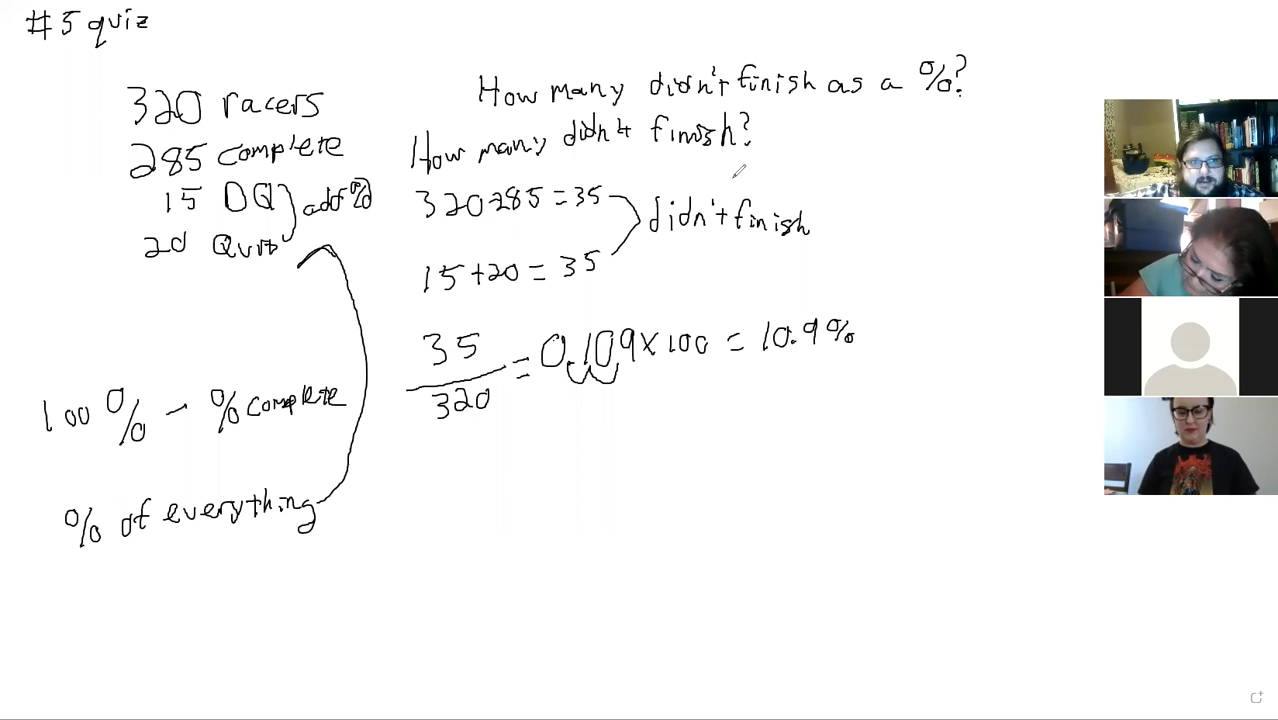 #5 quiz
320 racers
285 complete
15 DQ
20 Quit
add %
100% - % complete
% of everything
How many didn't finish as a %?
How many didn't finish?
320 285 = 35
15 + 20 = 35
didn't finish
35
320
= 0.109 x 100 = 10.9%